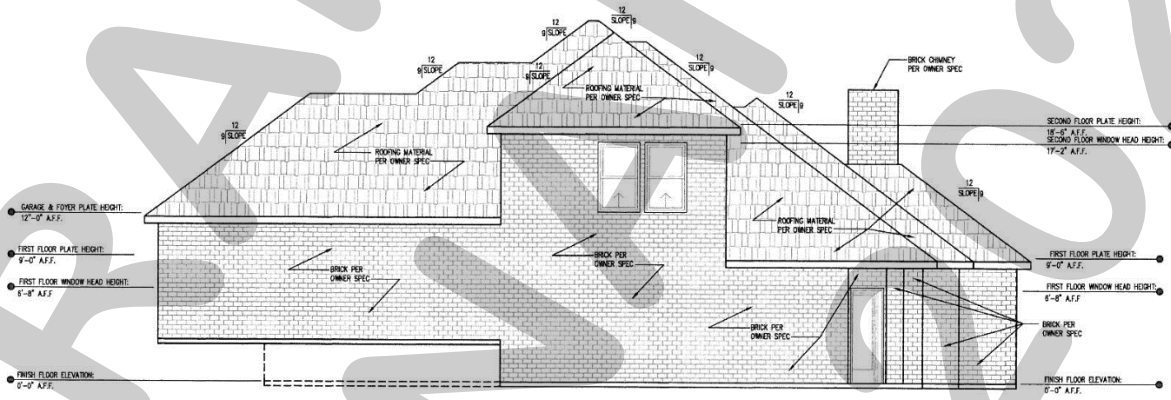 12
SLOPE 9
12
9 SLOPE
12
9 SLOPE
12
9 SLOPE
12
SLOPE 9
12
SLOPE 9
12
9 SLOPE
12
SLOPE 9
BRICK CHIMNEY
PER OWNER SPEC
ROOFING MATERIAL
PER OWNER SPEC
ROOFING MATERIAL
PER OWNER SPEC
ROOFING MATERIAL
PER OWNER SPEC
SECOND FLOOR PLATE HEIGHT:
18'-6" A.F.F.
SECOND FLOOR WINDOW HEAD HEIGHT:
17'-2" A.F.F.
GARAGE & FOYER PLATE HEIGHT:
12'-0" A.F.F.
FIRST FLOOR PLATE HEIGHT:
9'-0" A.F.F.
FIRST FLOOR WINDOW HEAD HEIGHT:
6'-8" A.F.F
FINISH FLOOR ELEVATION:
0'-0" A.F.F.
BRICK PER
OWNER SPEC
BRICK PER
OWNER SPEC
BRICK PER
OWNER SPEC
FIRST FLOOR PLATE HEIGHT:
9'-0" A.F.F.
FIRST FLOOR WINDOW HEAD HEIGHT:
6'-8" A.F.F
BRICK PER
OWNER SPEC
FINISH FLOOR ELEVATION:
0'-0" A.F.F.